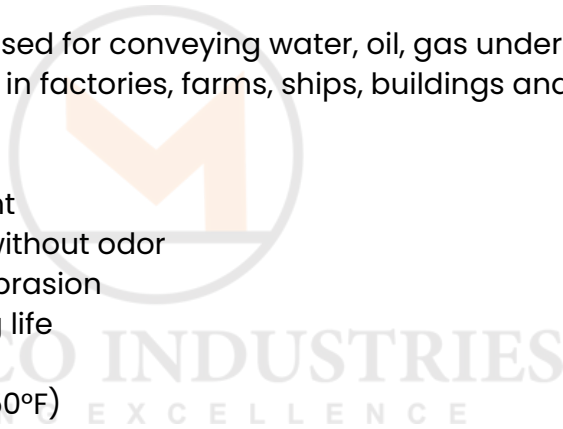 sed for conveying water, oil, gas under
in factories, farms, ships, buildings and
nt
without odor
brasion
life
CO INDUSTRIES
0°F)
N G EXCELLENCE